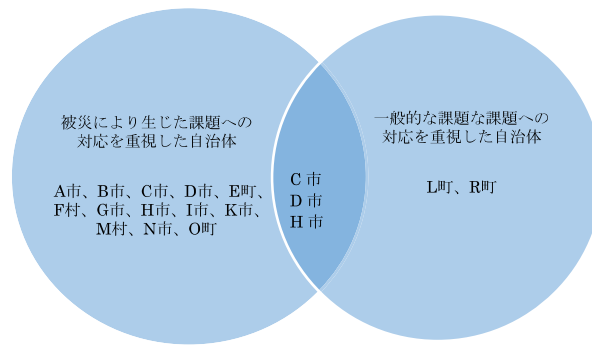 被災により生じた課題への
対応を重視した自治体
A市、B市、C市、D市、E町、
F村、G市、H市、I市、K市、
M村、N市、O町
C 市
D 市
H 市
一般的な課題な課題への
対応を重視した自治体
L町、R町